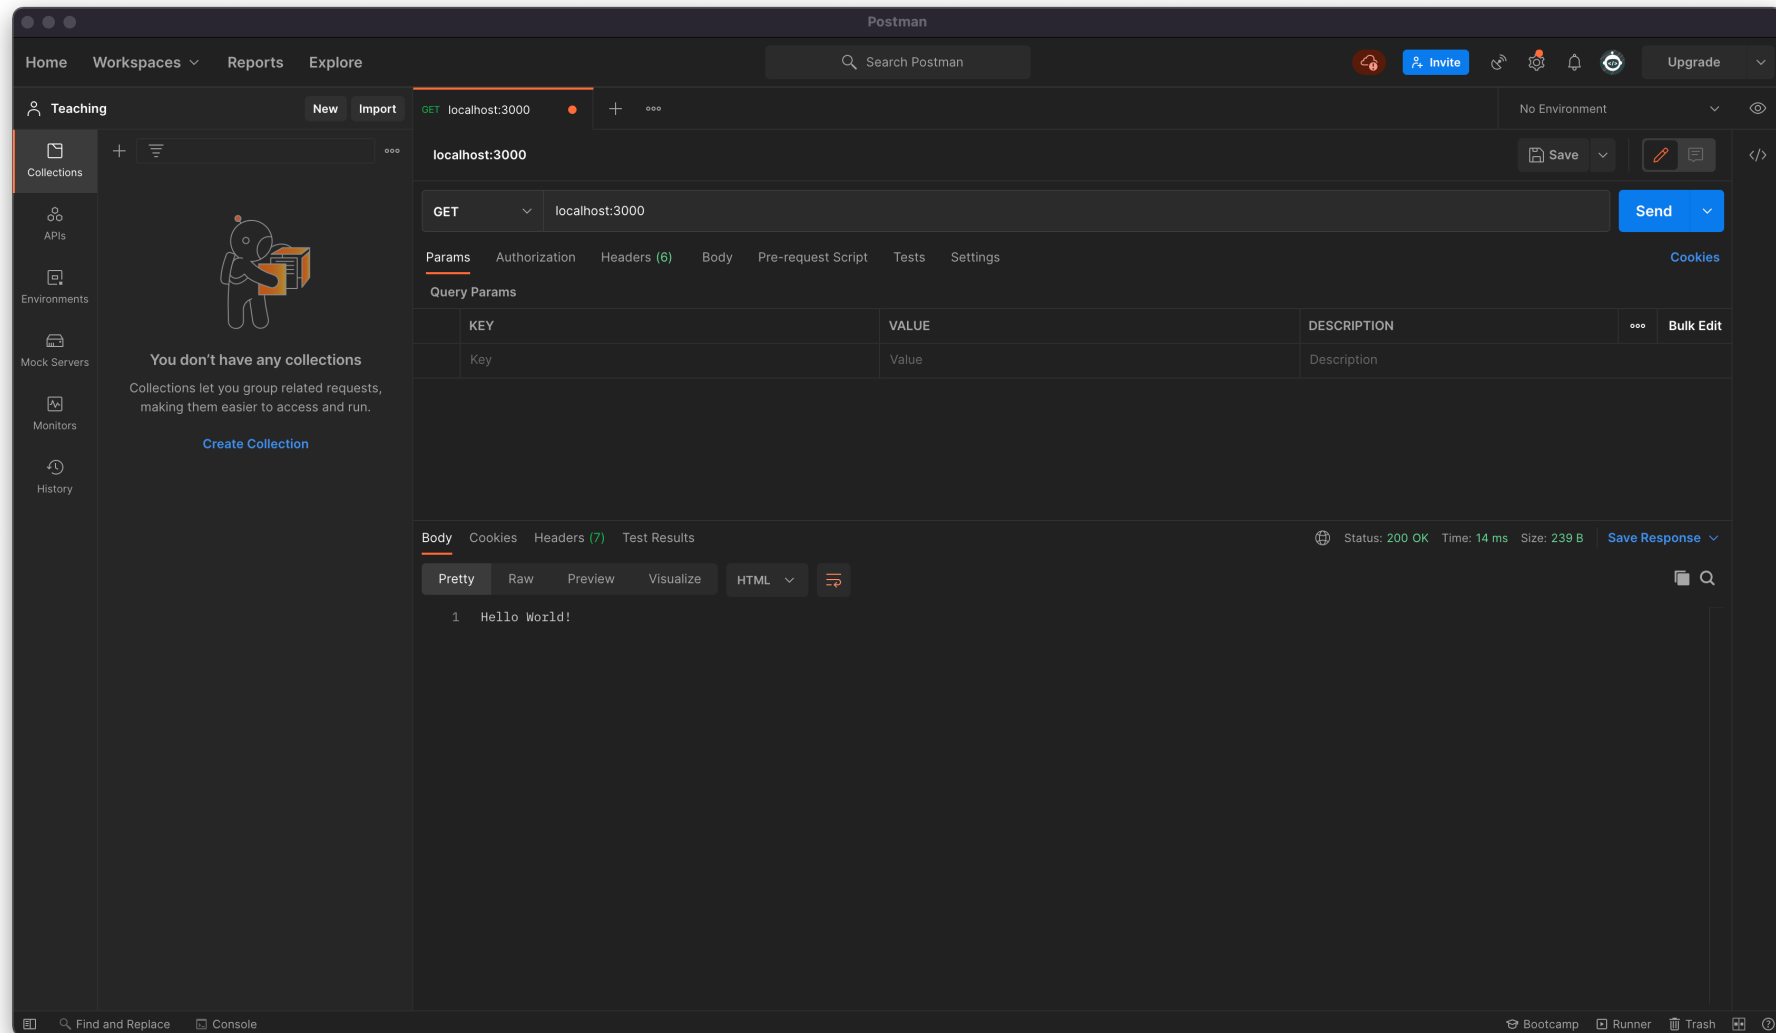 Postman
Home Workspaces Reports Explore Search Postman Invite Upgrade
Teaching New Import GET localhost:3000 No Environment
Collections
localhost:3000 Save
APIs
GET localhost:3000 Send
Params Authorization Headers (6) Body Pre-request Script Tests Settings Cookies
Environments
Query Params
KEY VALUE DESCRIPTION Bulk Edit
Mock Servers
You don't have any collections
Key Value Description
Collections let you group related requests,
making them easier to access and run.
Monitors
Create Collection
History
Body Cookies Headers (7) Test Results Status: 200 OK Time: 14 ms Size: 239 B Save Response
Pretty Raw Preview Visualize HTML
1 Hello World!
Find and Replace Console Bootcamp Runner Trash